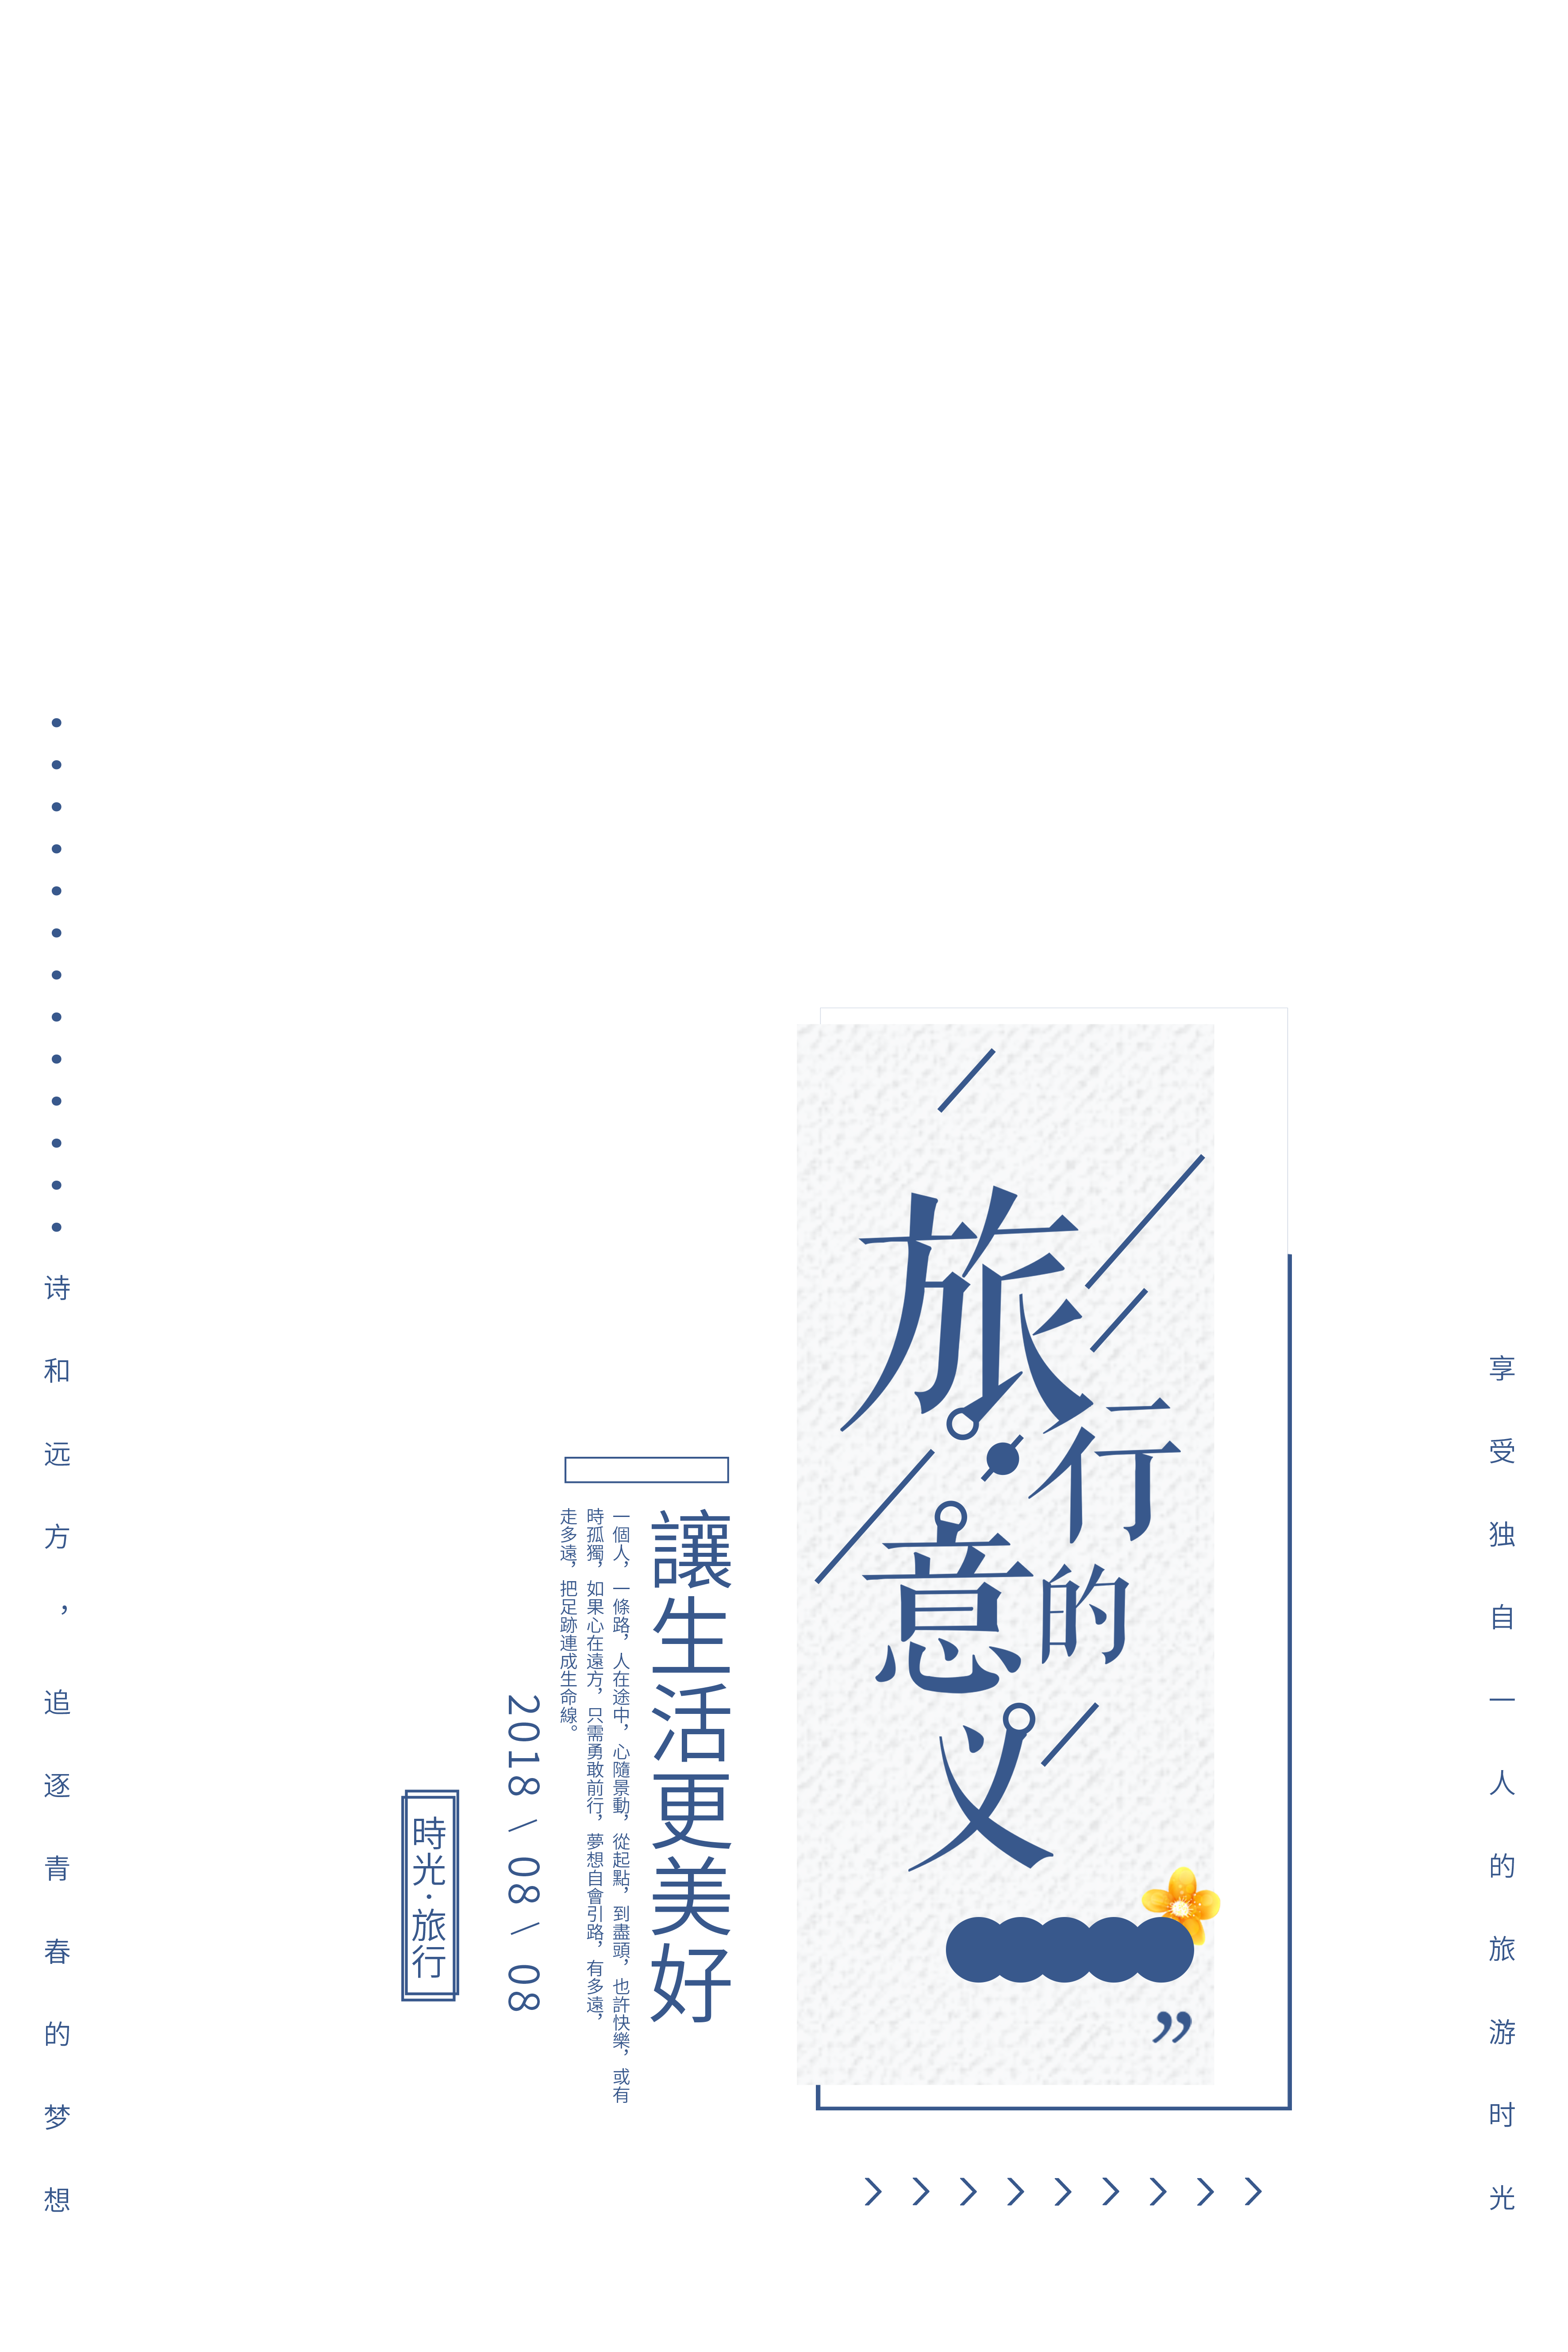 享受独自一人的旅游时光
旅行的意义
”
讓生活更美好
一個人，一條路，人在途中，心隨景動，從起點，到盡頭，也許快樂，或有
時孤獨，如果心在遠方，只需勇敢前行，夢想自會引路，有多遠，
走多遠，把足跡連成生命線。
2018 \ 08 \ 08
時光·旅行
诗和远方，追逐青春的梦想